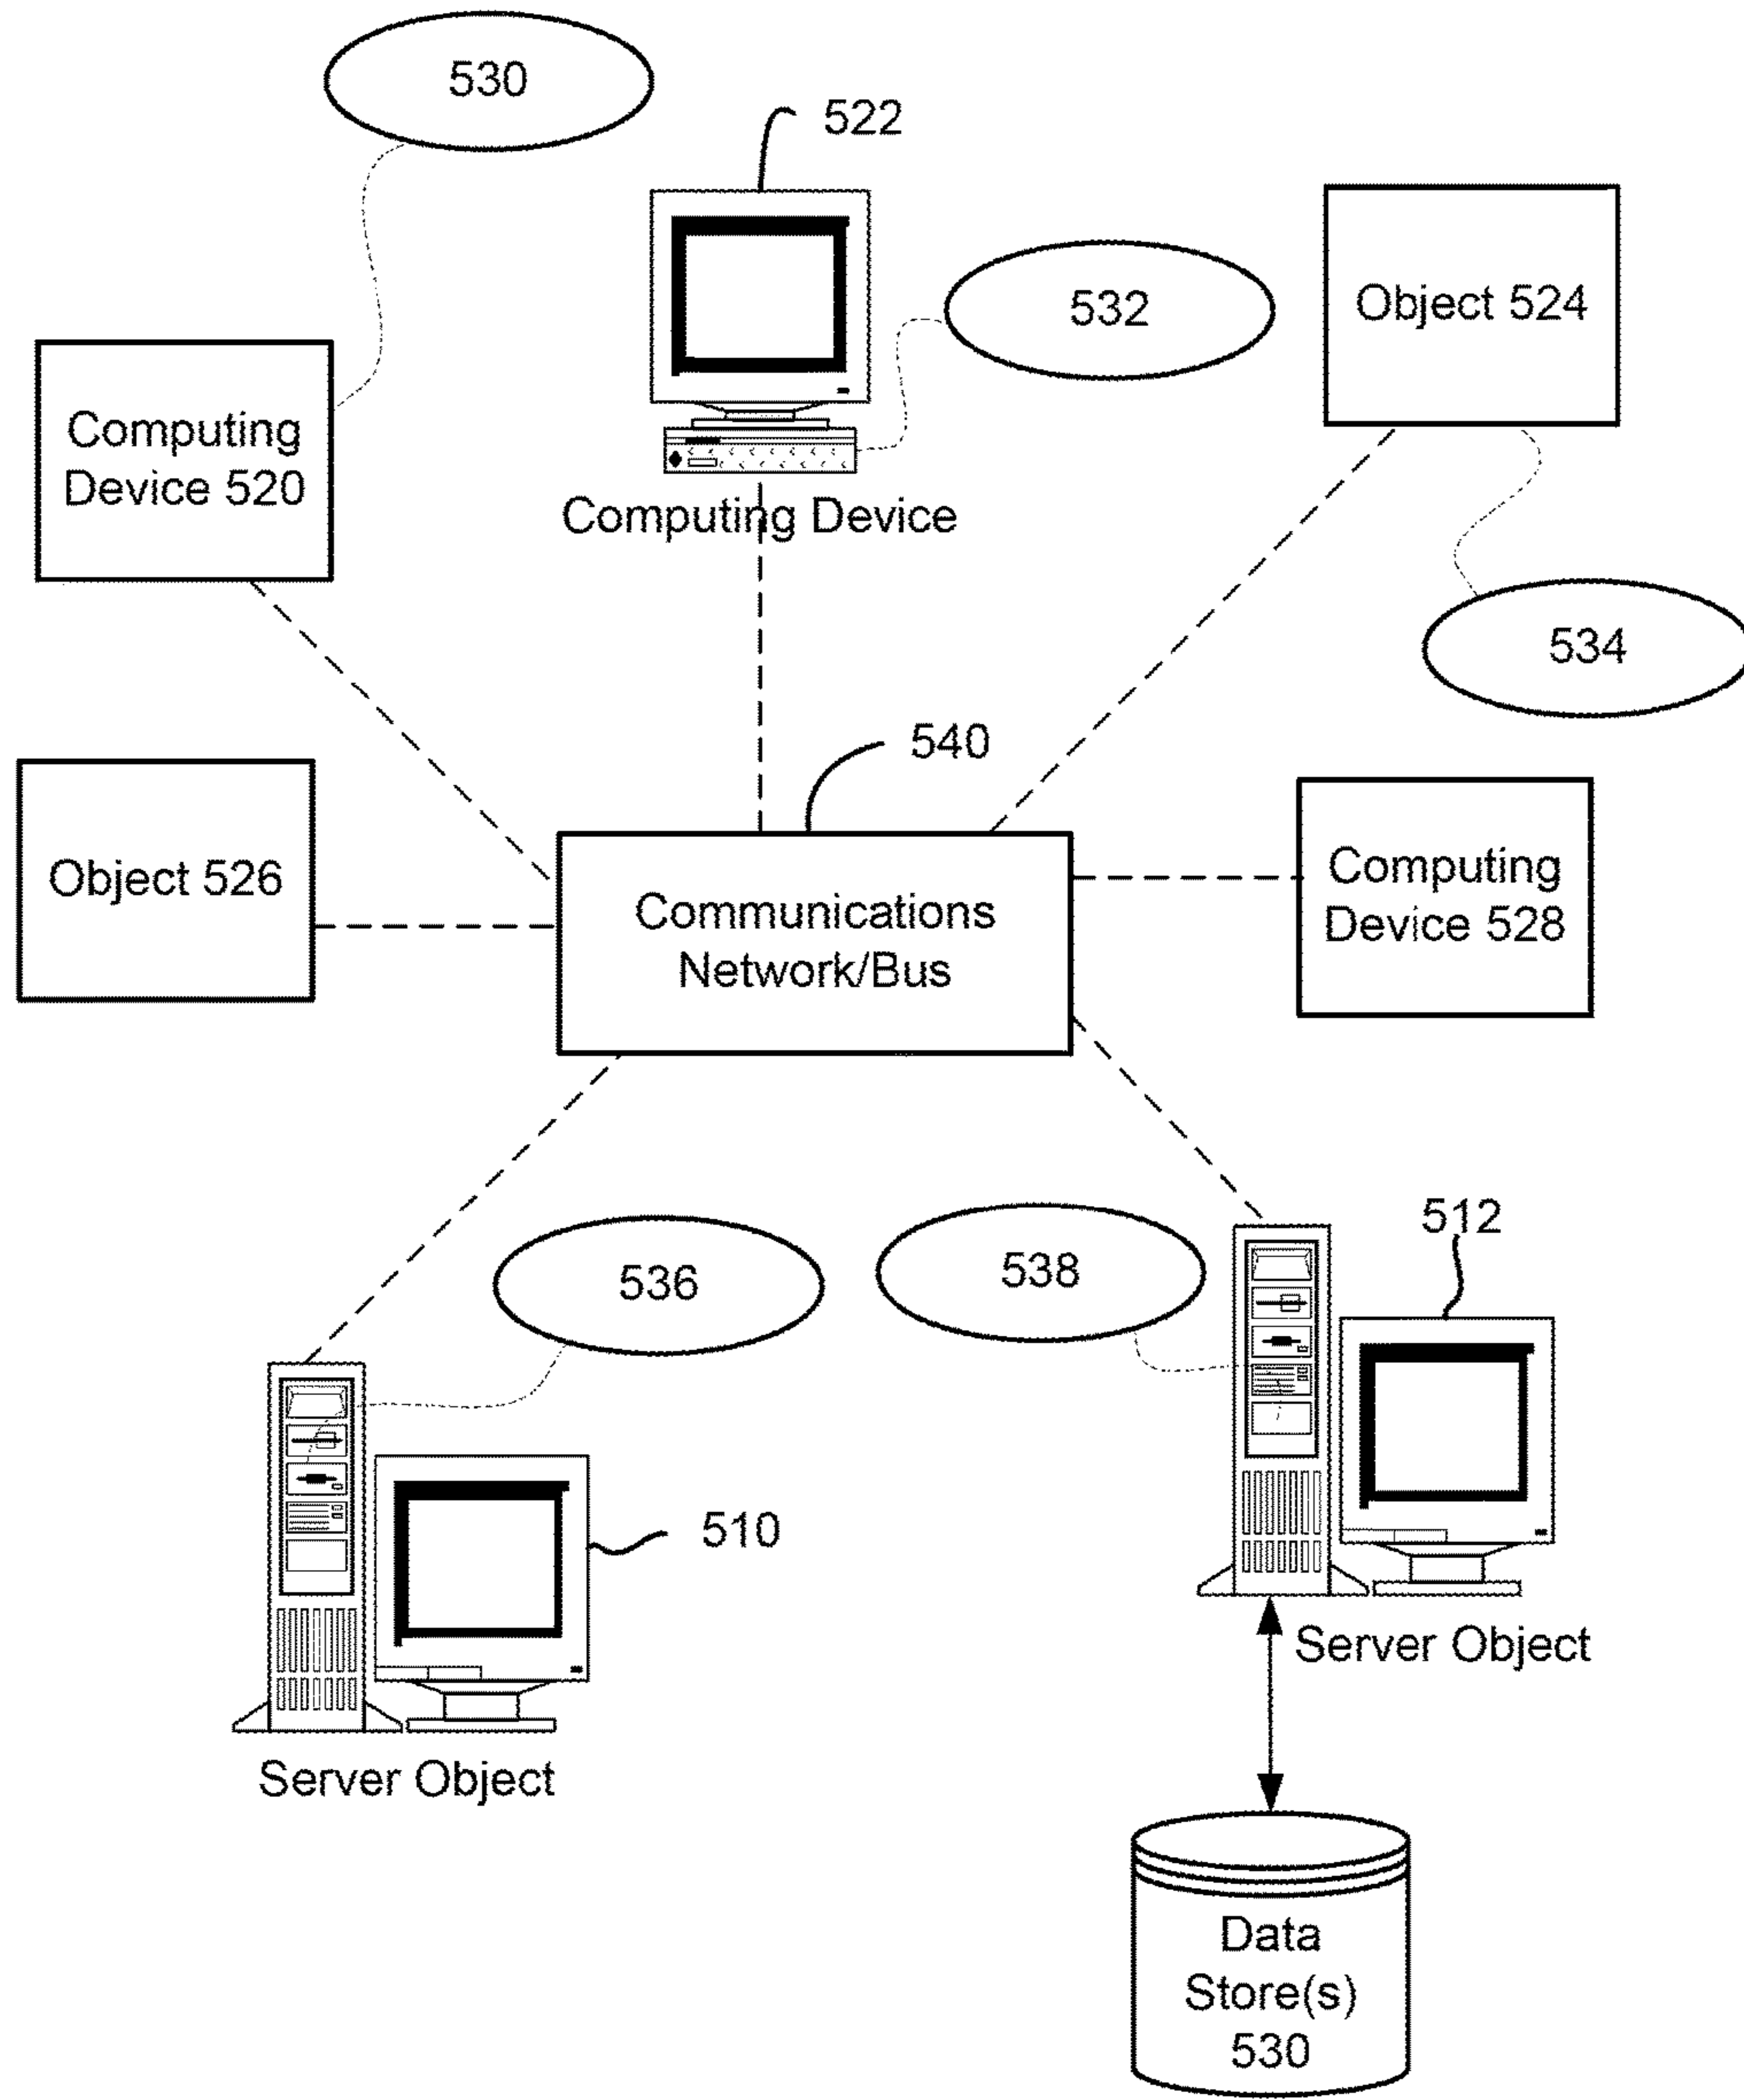 530
522
532
Object 524
Computing
Device 520
Computing Device
534
540
Object 526
Communications
Network/Bus
Computing
Device 528
536
538
512
510
Server Object
Server Object
Data
Store(s)
530